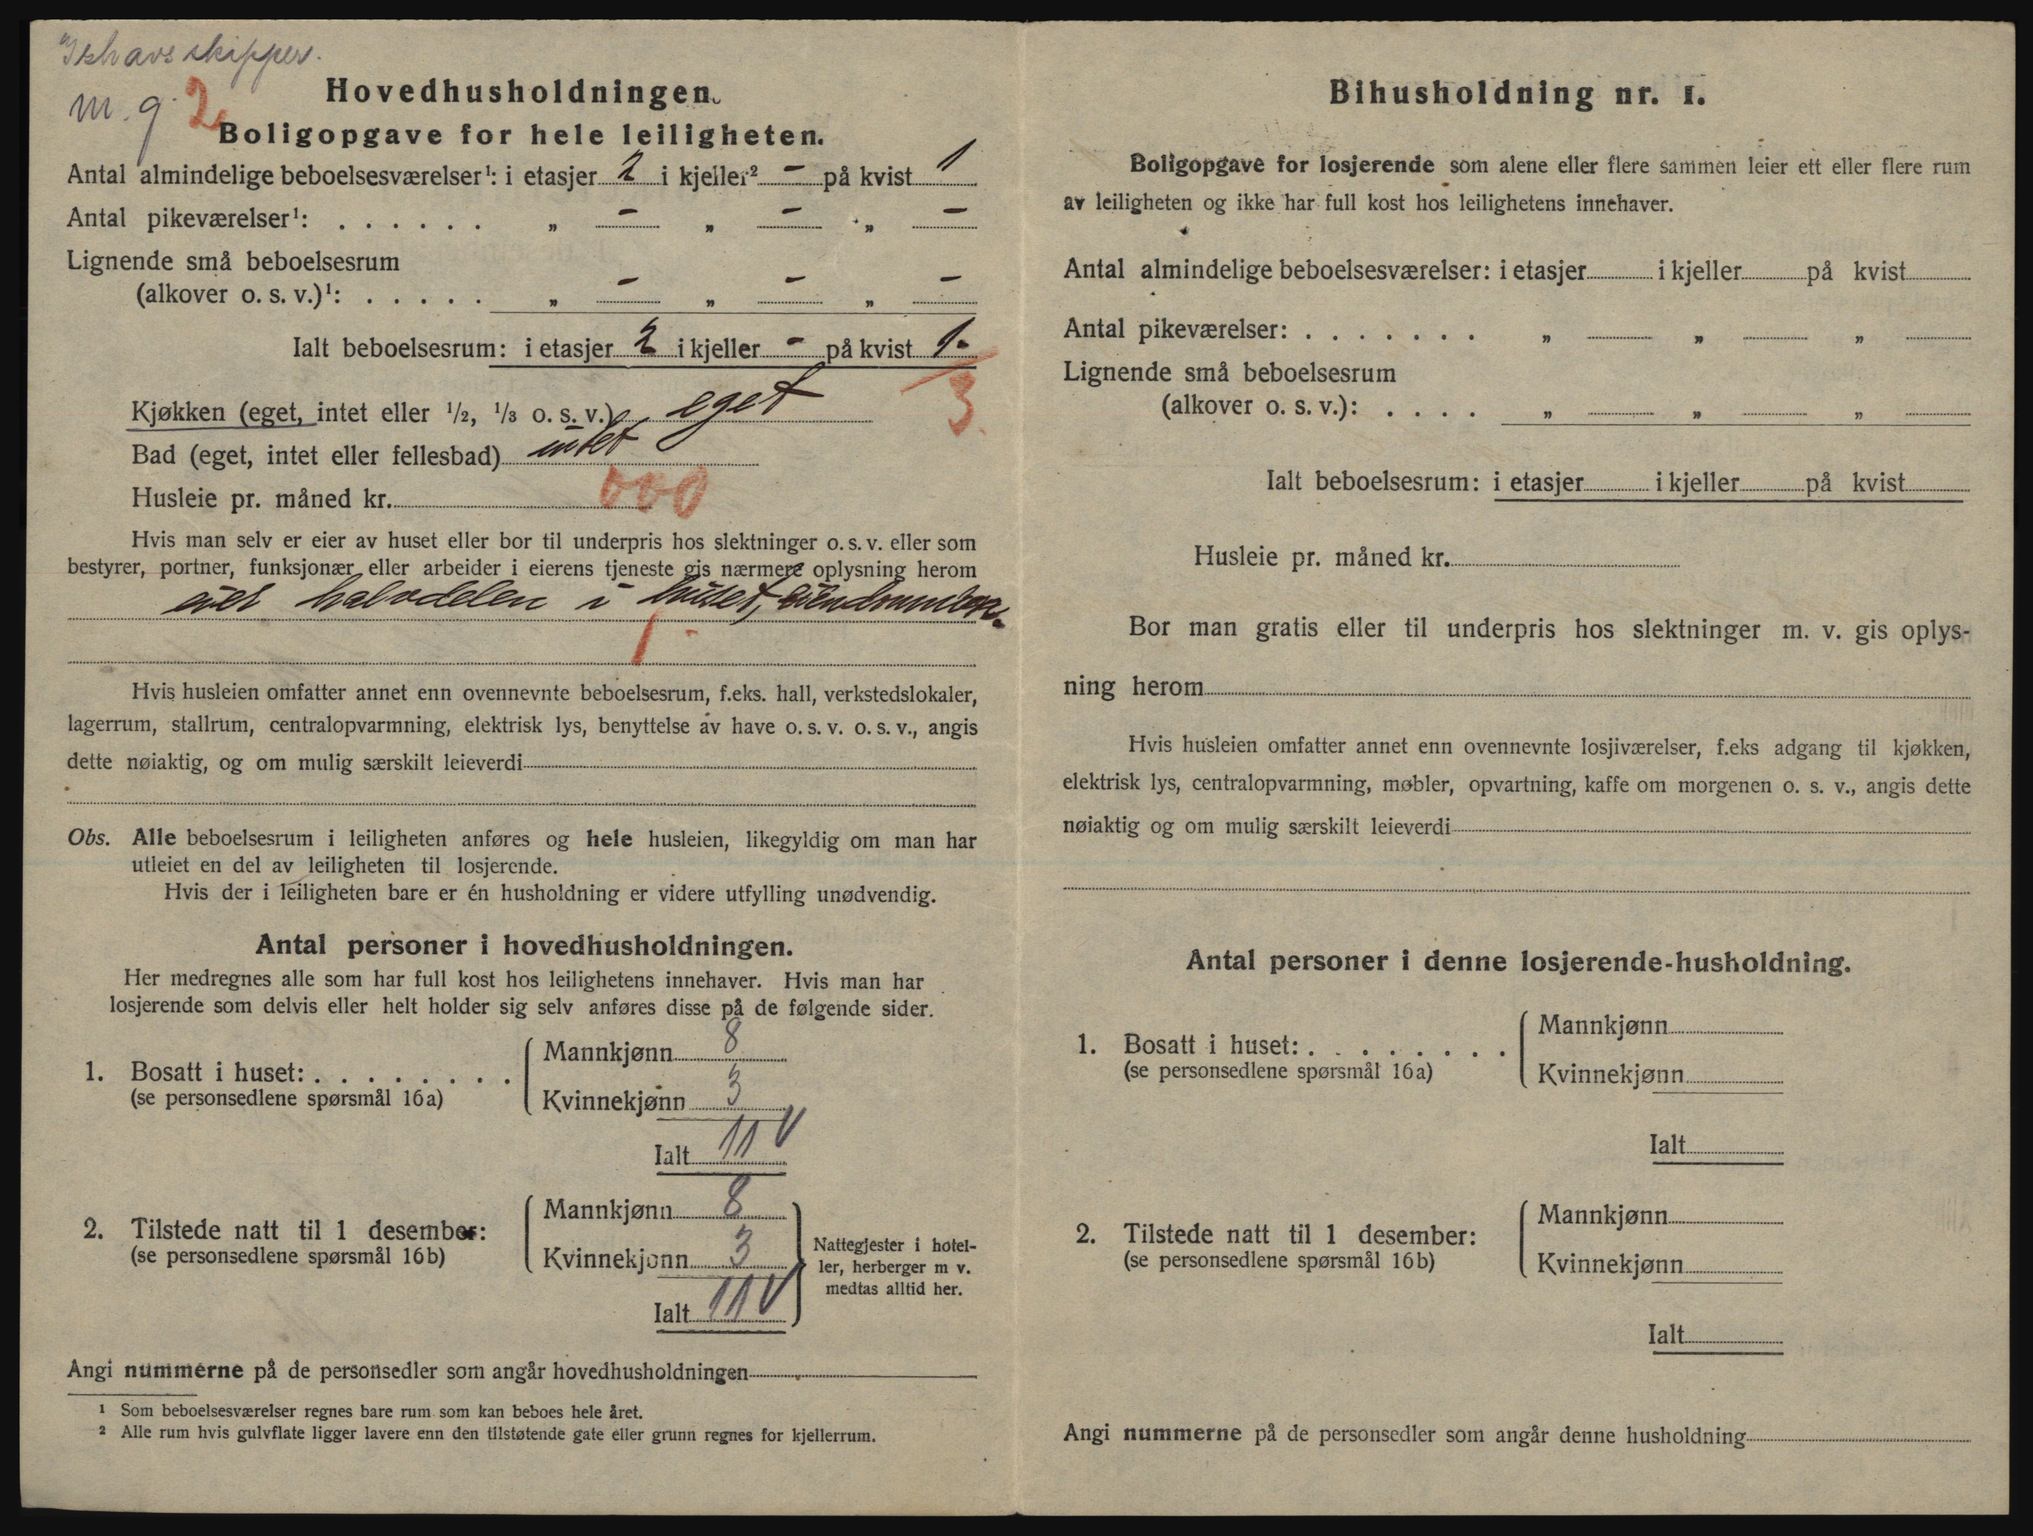 Ishavsskipper.
m. g. 2
Hovedhusholdningen.
Boligopgave for hele leiligheten.
Antal almindelige beboelsesværelser¹: i etasjer 2 i kjeller² - på kvist 1
Antal pikeværelser¹: . . . . . . „ - „ - „ -
Lignende små beboelsesrum
(alkover o. s. v.)¹: . . . . . „ - „ - „ -
Ialt beboelsesrum: i etasjer 2 i kjeller - på kvist 1.
3.
Kjøkken (eget, intet eller 1/2, 1/3 o. s. v.) eget
Bad (eget, intet eller fellesbad) intet
Husleie pr. måned kr. 000
Hvis man selv er eier av huset eller bor til underpris hos slektninger o. s. v. eller som
bestyrer, portner, funksjonær eller arbeider i eierens tjeneste gis nærmere oplysning herom
eier halvdelen i huset,
1.
Hvis husleien omfatter annet enn ovennevnte beboelsesrum, f.eks. hall, verkstedslokaler,
lagerrum, stallrum, centralopvarmning, elektrisk lys, benyttelse av have o. s. v. o. s. v., angis
dette nøiaktig, og om mulig særskilt leieverdi
Obs. Alle beboelsesrum i leiligheten anføres og hele husleien, likegyldig om man har
utleiet en del av leiligheten til losjerende.
Hvis der i leiligheten bare er én husholdning er videre utfylling unødvendig.
Antal personer i hovedhusholdningen.
Her medregnes alle som har full kost hos leilighetens innehaver. Hvis man har
losjerende som delvis eller helt holder sig selv anføres disse på de følgende sider.
1. Bosatt i huset: . . . . . . . .
(se personsedlene spørsmål 16a)
Mannkjønn 8
Kvinnekjønn 3
Ialt 11 V
2. Tilstede natt til 1 desember:
(se personsedlene spørsmål 16b)
Mannkjønn 8
Kvinnekjønn 3
Ialt 11 V
Nattegjester i hotel-
ler, herberger m v.
medtas alltid her.
Angi nummerne på de personsedler som angår hovedhusholdningen
¹ Som beboelsesværelser regnes bare rum som kan beboes hele året.
² Alle rum hvis gulvflate ligger lavere enn den tilstøtende gate eller grunn regnes for kjellerrum.
Bihusholdning nr. 1.
Boligopgave for losjerende som alene eller flere sammen leier ett eller flere rum
av leiligheten og ikke har full kost hos leilighetens innehaver.
Antal almindelige beboelsesværelser: i etasjer i kjeller på kvist
Antal pikeværelser: . . . . . . . „ „ „
Lignende små beboelsesrum
(alkover o. s. v.): . . . . „ „ „
Ialt beboelsesrum: i etasjer i kjeller på kvist
Husleie pr. måned kr.
Bor man gratis eller til underpris hos slektninger m. v. gis oplys-
ning herom
Hvis husleien omfatter annet enn ovennevnte losjiværelser, f.eks adgang til kjøkken,
elektrisk lys, centralopvarmning, møbler, opvartning, kaffe om morgenen o. s. v., angis dette
nøiaktig og om mulig særskilt leieverdi
Antal personer i denne losjerende-husholdning.
1. Bosatt i huset: . . . . . . . .
(se personsedlene spørsmål 16a)
Mannkjønn
Kvinnekjønn
Ialt
2. Tilstede natt til 1 desember:
(se personsedlene spørsmål 16b)
Mannkjønn
Kvinnekjønn
Ialt
Angi nummerne på de personsedler som angår denne husholdning